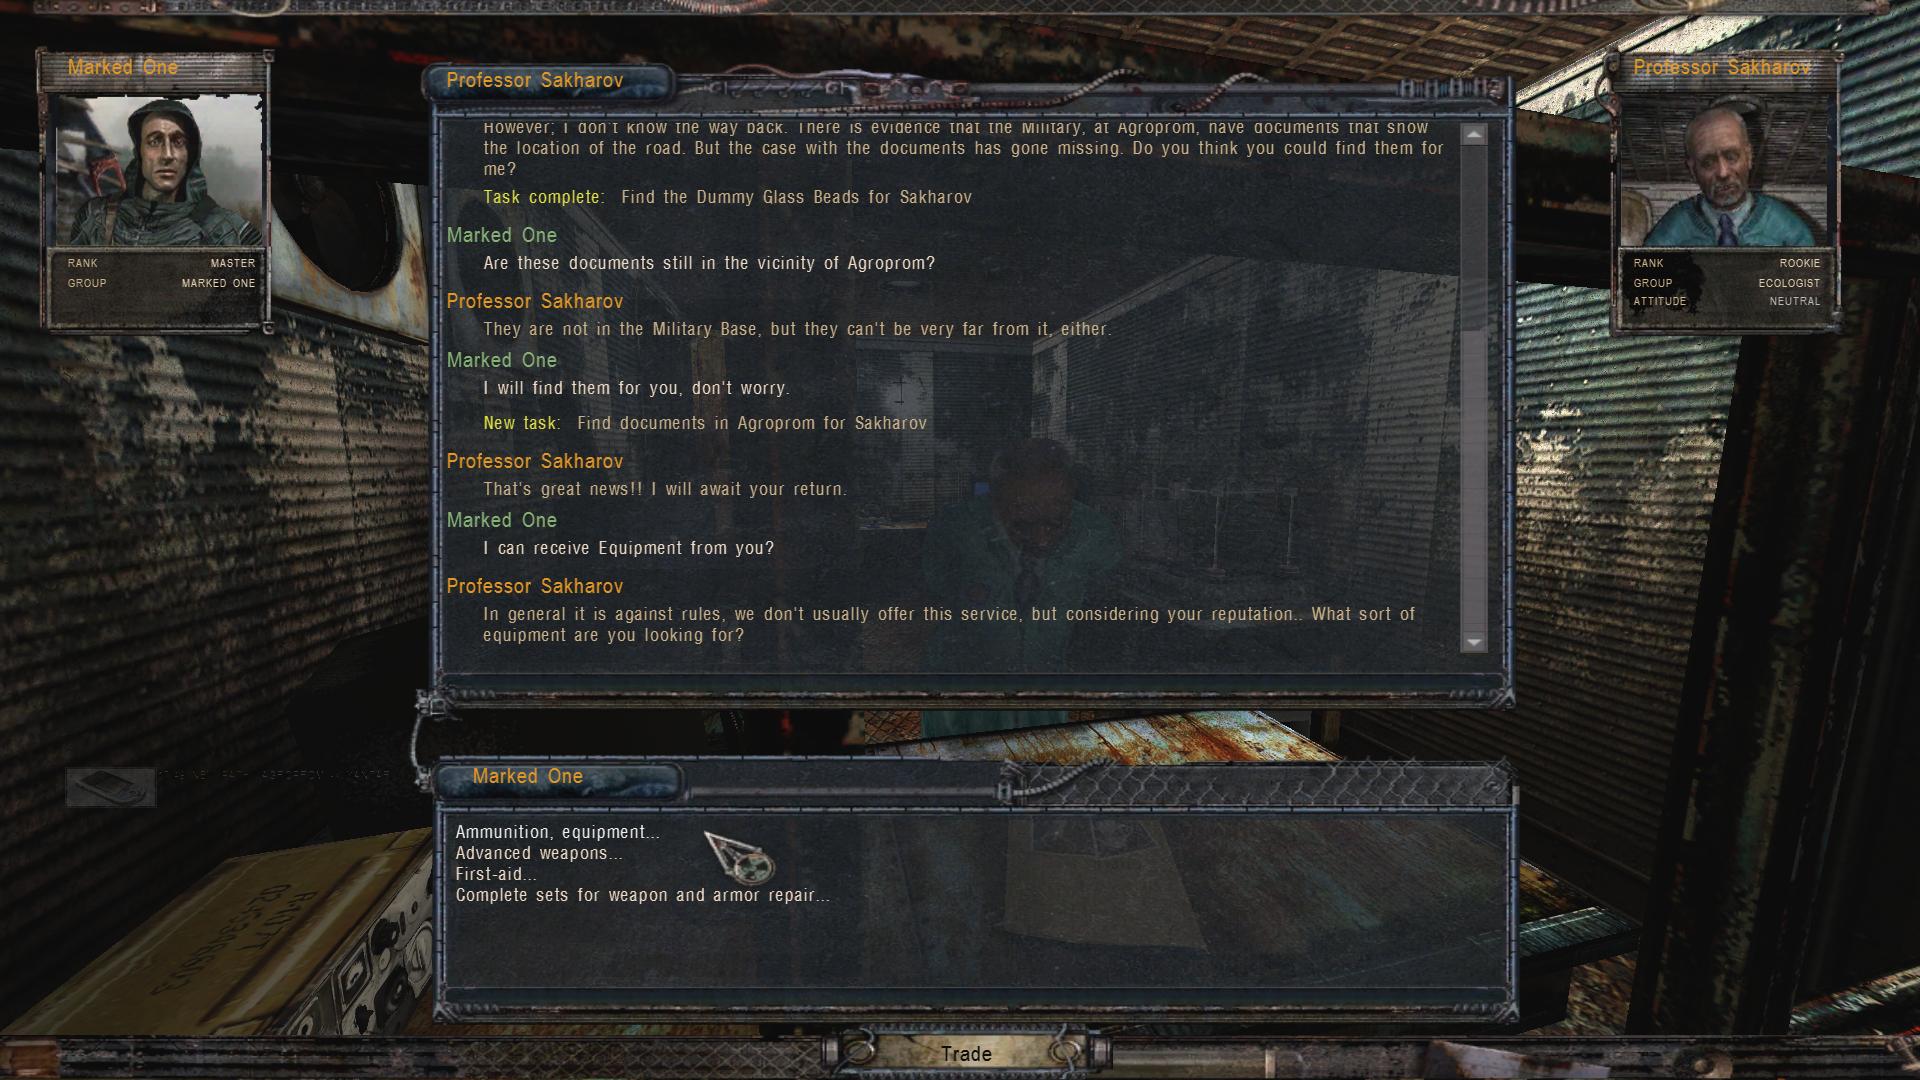 Marked One
RANK MASTER
GROUP MARKED ONE
Professor Sakharov
However; I don't know the way back. There is evidence that the Military, at Agroprom, have documents that show
the location of the road. But the case with the documents has gone missing. Do you think you could find them for
me?
Task complete: Find the Dummy Glass Beads for Sakharov
Marked One
Are these documents still in the vicinity of Agroprom?
Professor Sakharov
They are not in the Military Base, but they can't be very far from it, either.
Marked One
I will find them for you, don't worry.
New task: Find documents in Agroprom for Sakharov
Professor Sakharov
That's great news!! I will await your return.
Marked One
I can receive Equipment from you?
Professor Sakharov
In general it is against rules, we don't usually offer this service, but considering your reputation.. What sort of
equipment are you looking for?
Professor Sakharov
RANK ROOKIE
GROUP ECOLOGIST
ATTITUDE NEUTRAL
Marked One
Ammunition, equipment...
Advanced weapons...
First-aid...
Complete sets for weapon and armor repair...
Trade